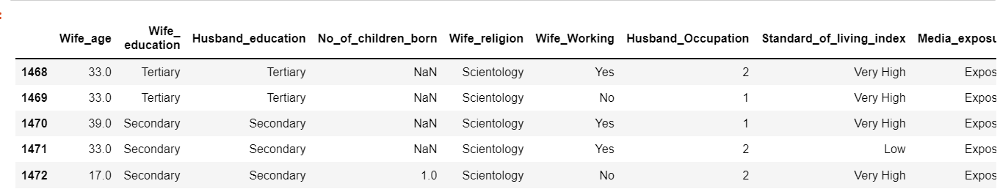 Wife_age Wife_ education Husband_education No_of_children_born Wife_religion Wife_Working Husband_Occupation Standard_of_living_index Media_exposu
1468 33.0 Tertiary Tertiary NaN Scientology Yes 2 Very High Expos
1469 33.0 Tertiary Tertiary NaN Scientology No 1 Very High Expos
1470 39.0 Secondary Secondary NaN Scientology Yes 1 Very High Expos
1471 33.0 Secondary Secondary NaN Scientology Yes 2 Low Expos
1472 17.0 Secondary Secondary 1.0 Scientology No 2 Very High Expos